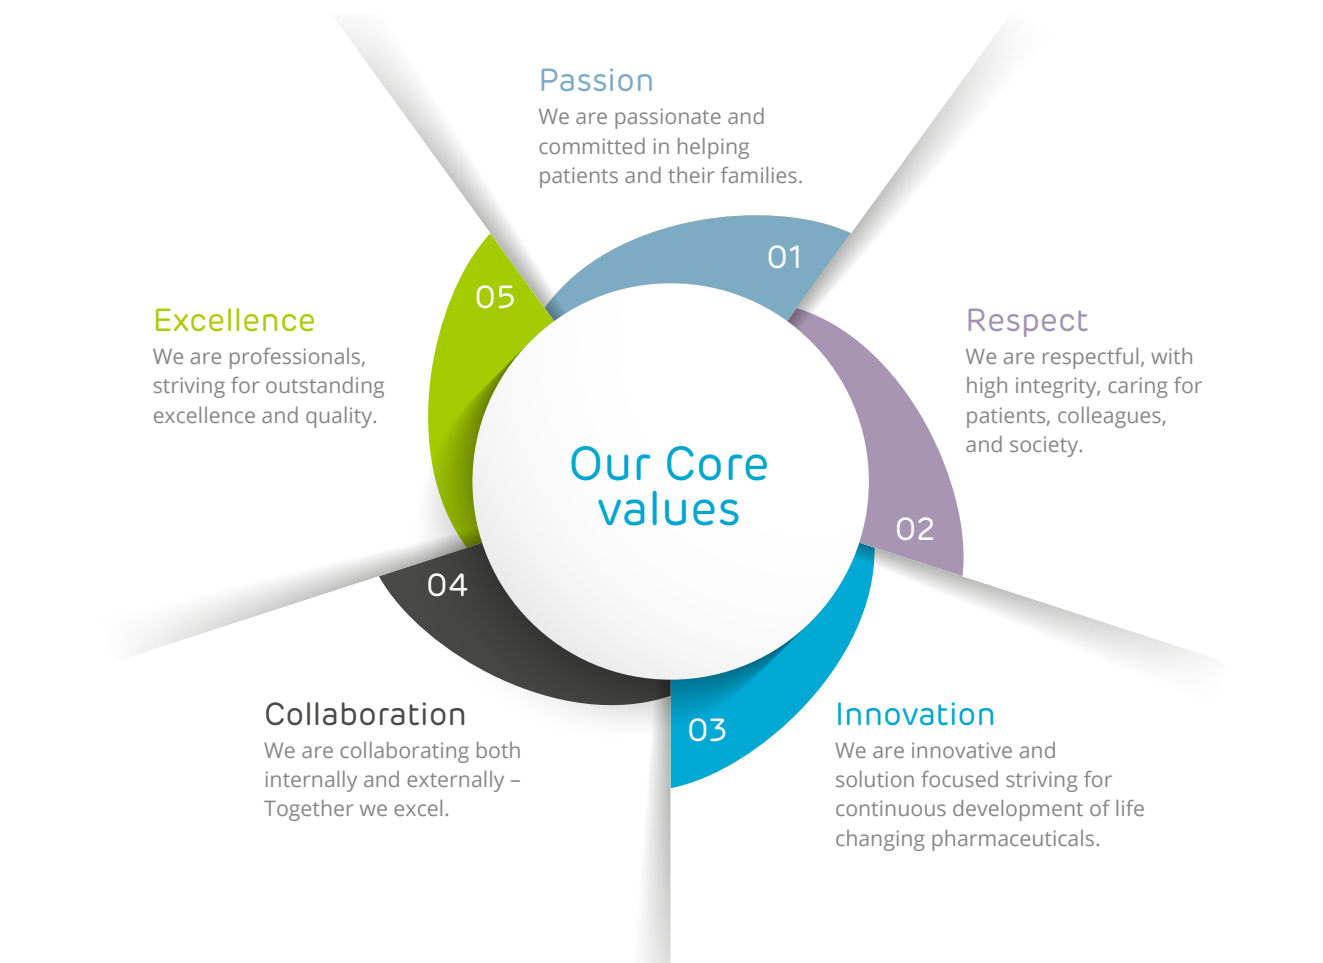 Passion
We are passionate and
committed in helping
patients and their families.
01
Respect
We are respectful, with
high integrity, caring for
patients, colleagues,
and society.
02
Innovation
We are innovative and
solution focused striving for
continuous development of life
changing pharmaceuticals.
03
Collaboration
We are collaborating both
internally and externally –
Together we excel.
04
Excellence
We are professionals,
striving for outstanding
excellence and quality.
05
Our Core
values